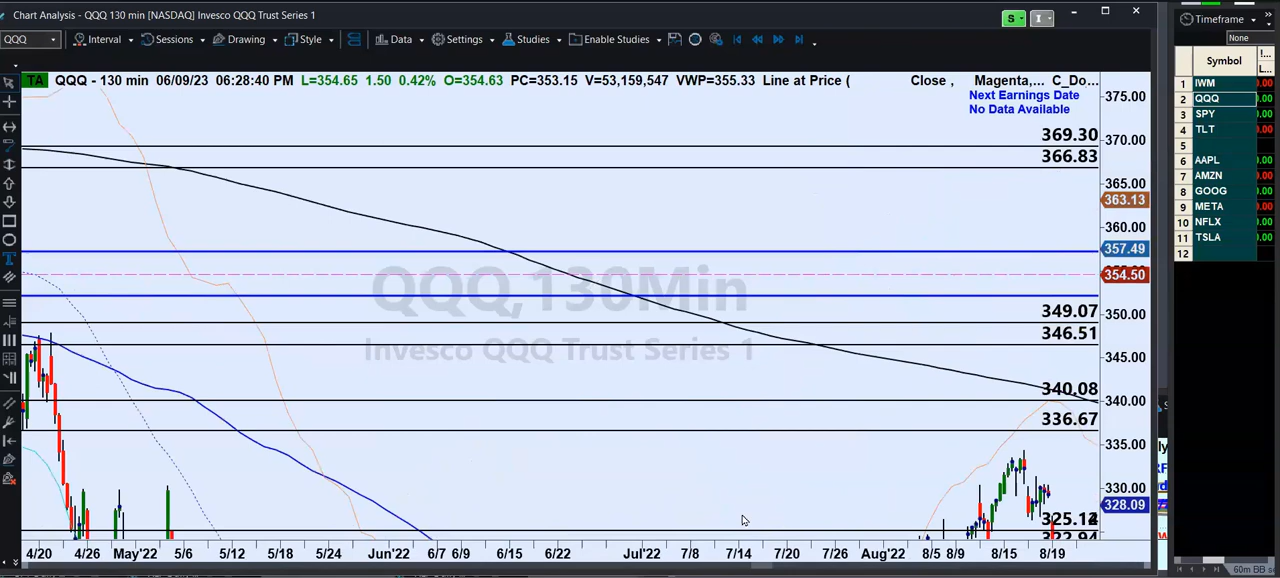 Chart Analysis - QQQ 130 min [NASDAQ] Invesco QQQ Trust Series 1
S
I
QQQ Interval Sessions Drawing Style Data Settings Studies Enable Studies
TA QQQ - 130 min 06/09/23 06:28:40 PM L=354.65 1.50 0.42% O=354.63 PC=353.15 V=53,159,547 VWP=355.33 Line at Price ( Close , Magenta,... C_Do...
Next Earnings Date
No Data Available
QQQ,130Min
Invesco QQQ Trust Series 1
369.30
366.83
349.07
346.51
340.08
336.67
375.00
370.00
365.00
363.13
360.00
357.49
354.50
350.00
345.00
340.00
335.00
330.00
328.09
4/20 4/26 May'22 5/6 5/12 5/18 5/24 Jun'22 6/7 6/9 6/15 6/22 Jul'22 7/8 7/14 7/20 7/26 Aug'22 8/5 8/9 8/15 8/19
Timeframe
None
Symbol
1 IWM
2 QQQ
3 SPY
4 TLT
5
6 AAPL
7 AMZN
8 GOOG
9 META
10 NFLX
11 TSLA
12